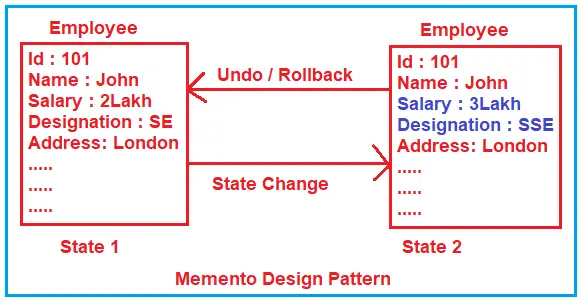 Employee
Id : 101
Name : John
Salary : 2Lakh
Designation : SE
Address: London
.....
.....
.....
State 1
Undo / Rollback
State Change
Employee
Id : 101
Name : John
Salary : 3Lakh
Designation : SSE
Address: London
.....
.....
.....
State 2
Memento Design Pattern